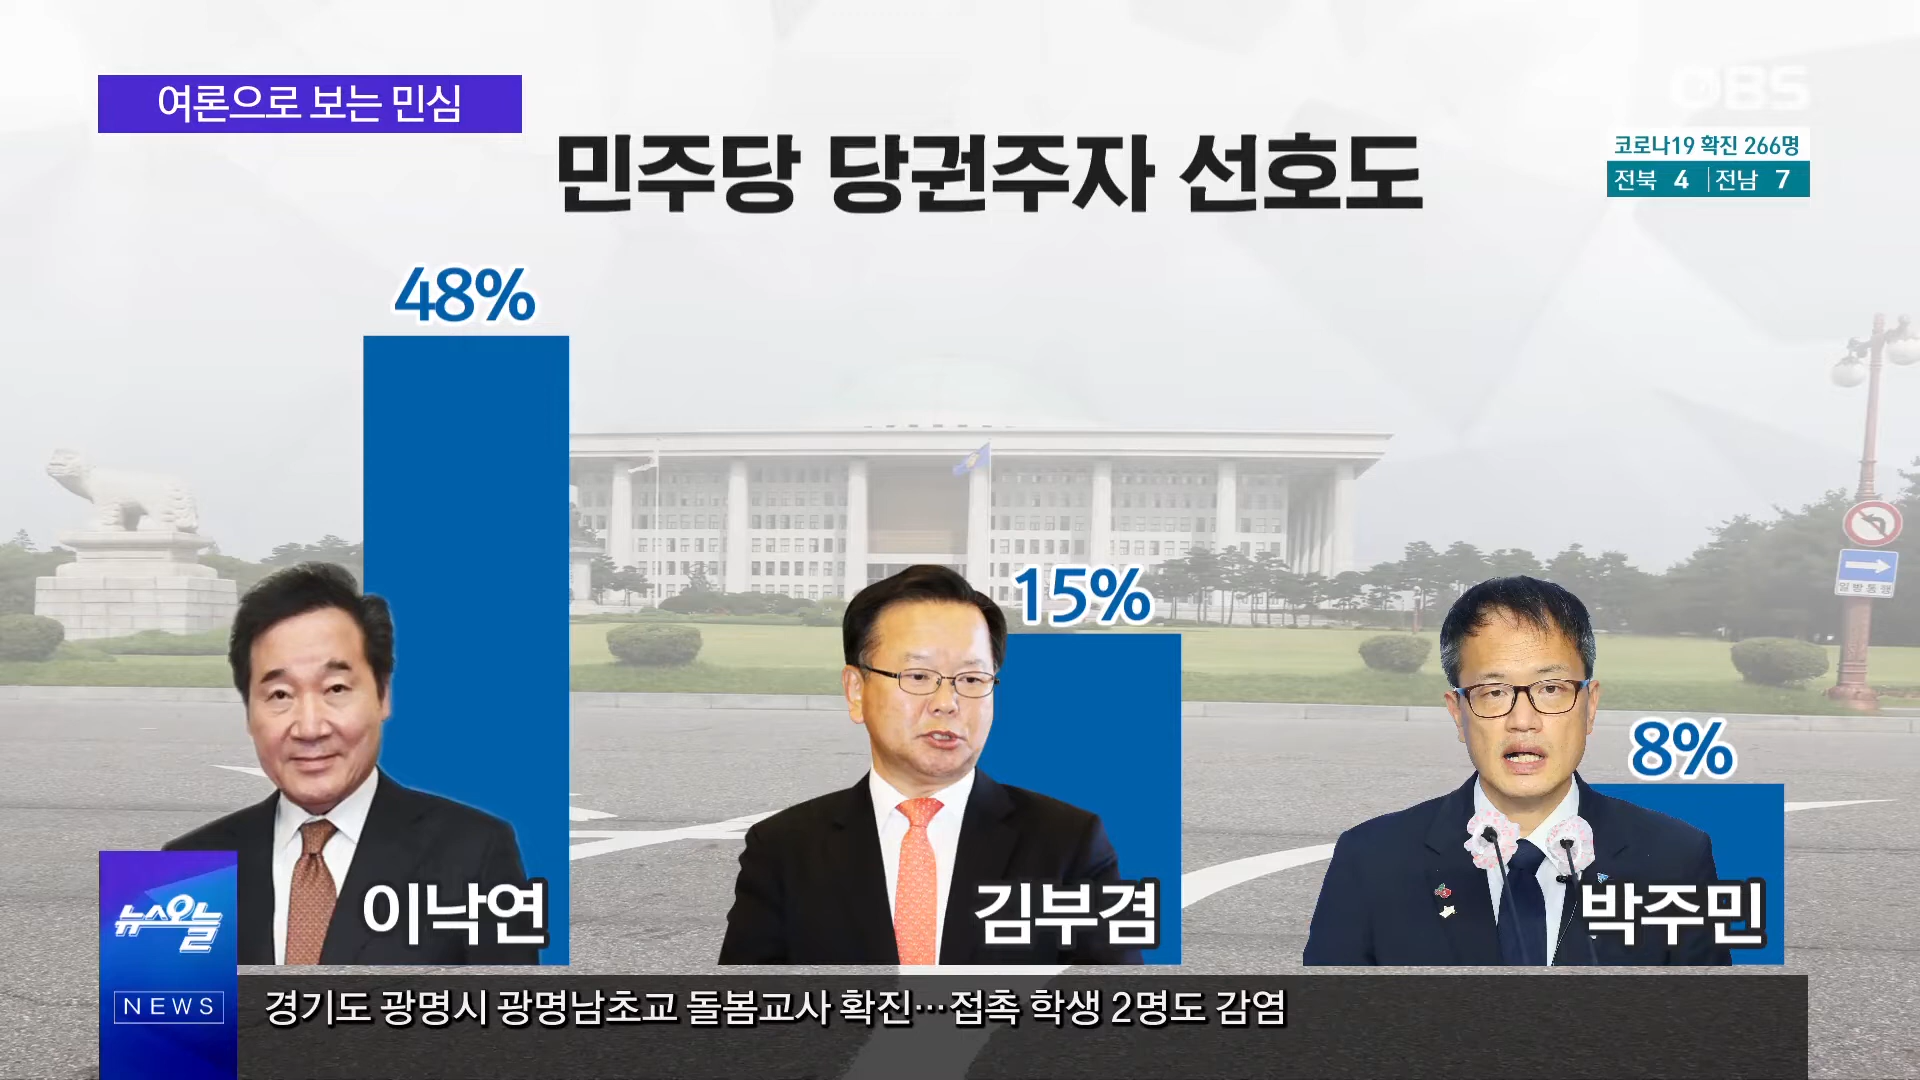 여론으로 보는 민심
OBS
민주당 당권주자 선호도
코로나19 확진 266명
전북 4 전남 7
48%
15%
8%
일방통행
이낙연
김부겸
박주민
뉴스오늘
NEWS
경기도 광명시 광명남초교 돌봄교사 확진…접촉 학생 2명도 감염